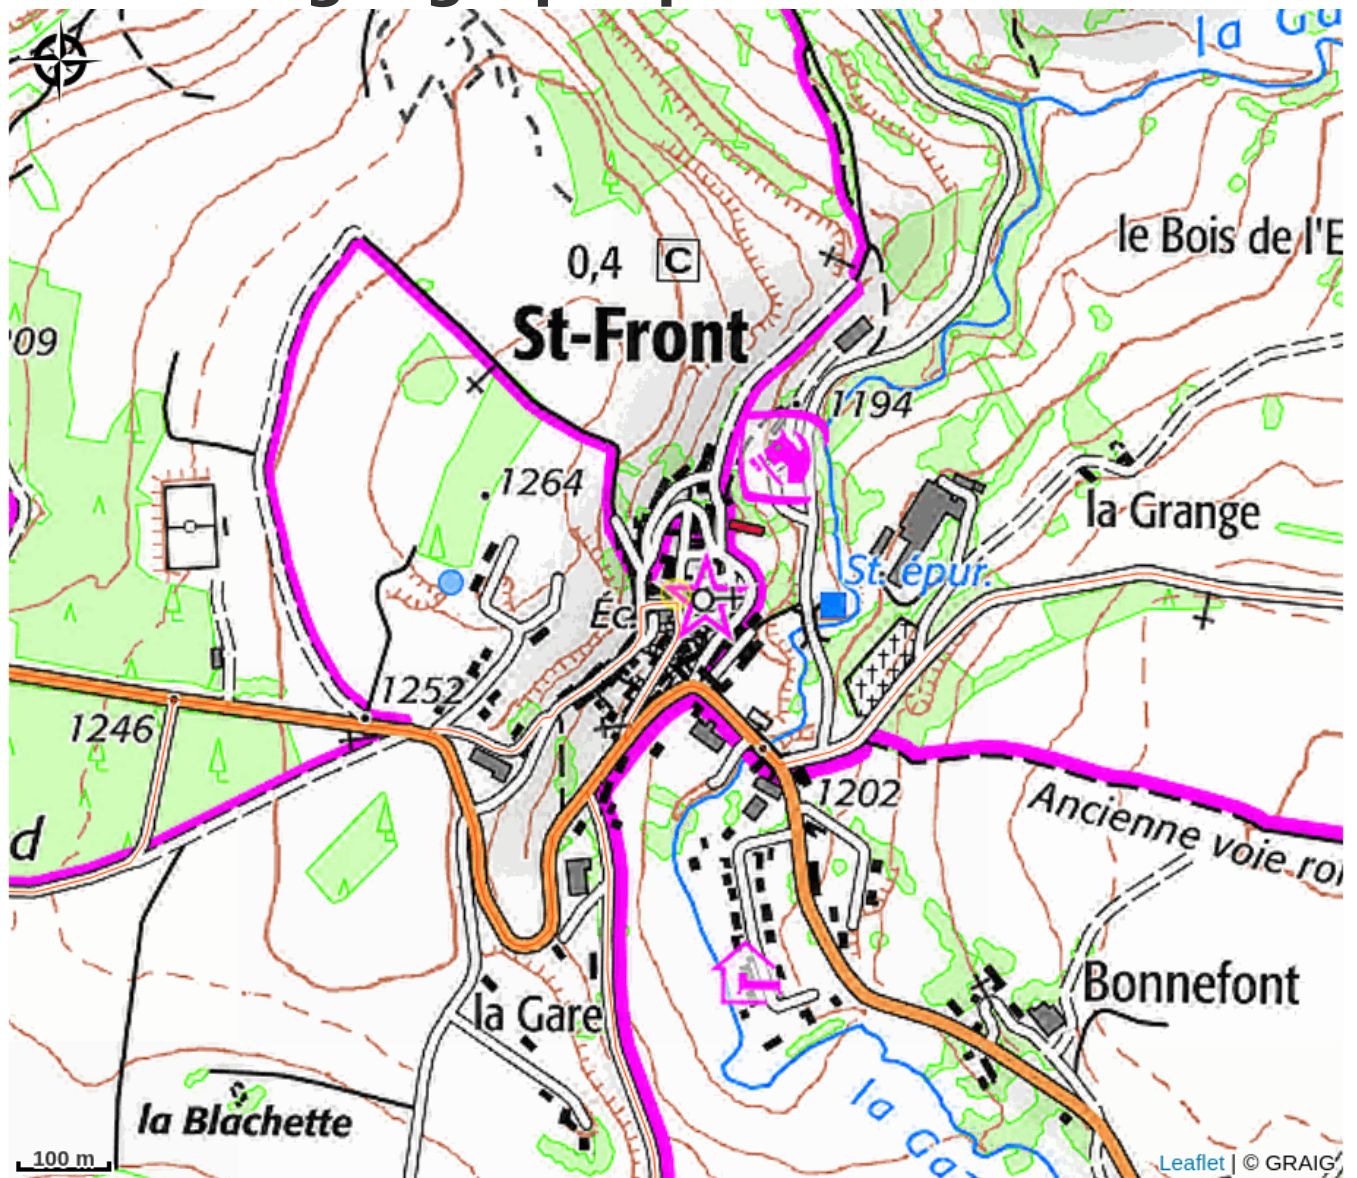 la Ga
le Bois de l'E
0,4 C
St-Front
09
1194
1264
la Grange
St. épur.
Éc.
1252
1246
1202
Ancienne voie ro
d
Bonnefont
la Gare
la Blachette
la Ga
100 m
Leaflet | © GRAIG